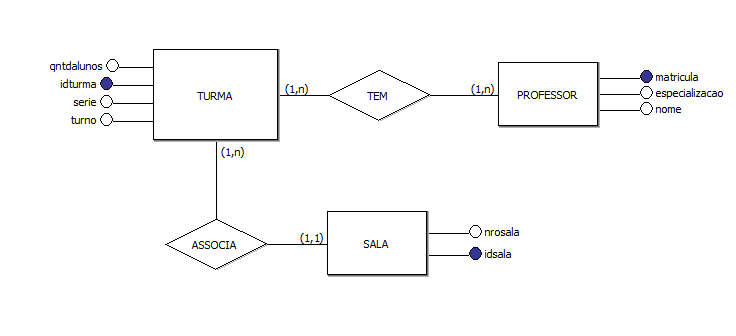 qntdalunos
idturma
serie
turno
TURMA
(1,n)
TEM
(1,n)
PROFESSOR
matricula
especializacao
nome
(1,n)
ASSOCIA
(1,1)
SALA
nrosala
idsala